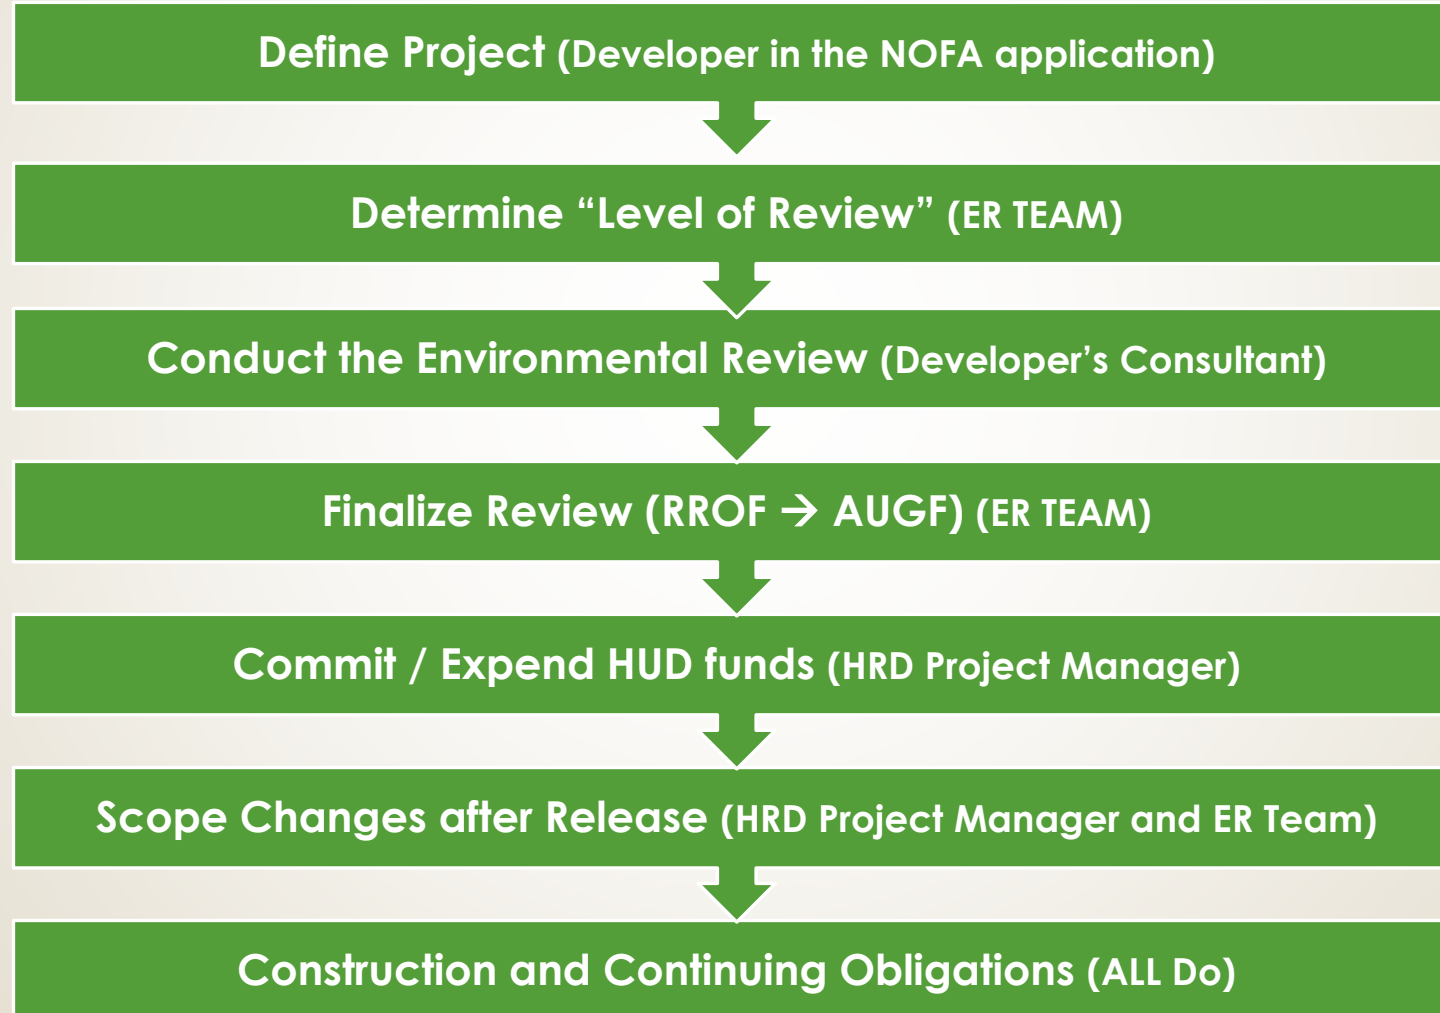 Define Project (Developer in the NOFA application)
Determine “Level of Review” (ER TEAM)
Conduct the Environmental Review (Developer’s Consultant)
Finalize Review (RROF → AUGF) (ER TEAM)
Commit / Expend HUD funds (HRD Project Manager)
Scope Changes after Release (HRD Project Manager and ER Team)
Construction and Continuing Obligations (ALL Do)